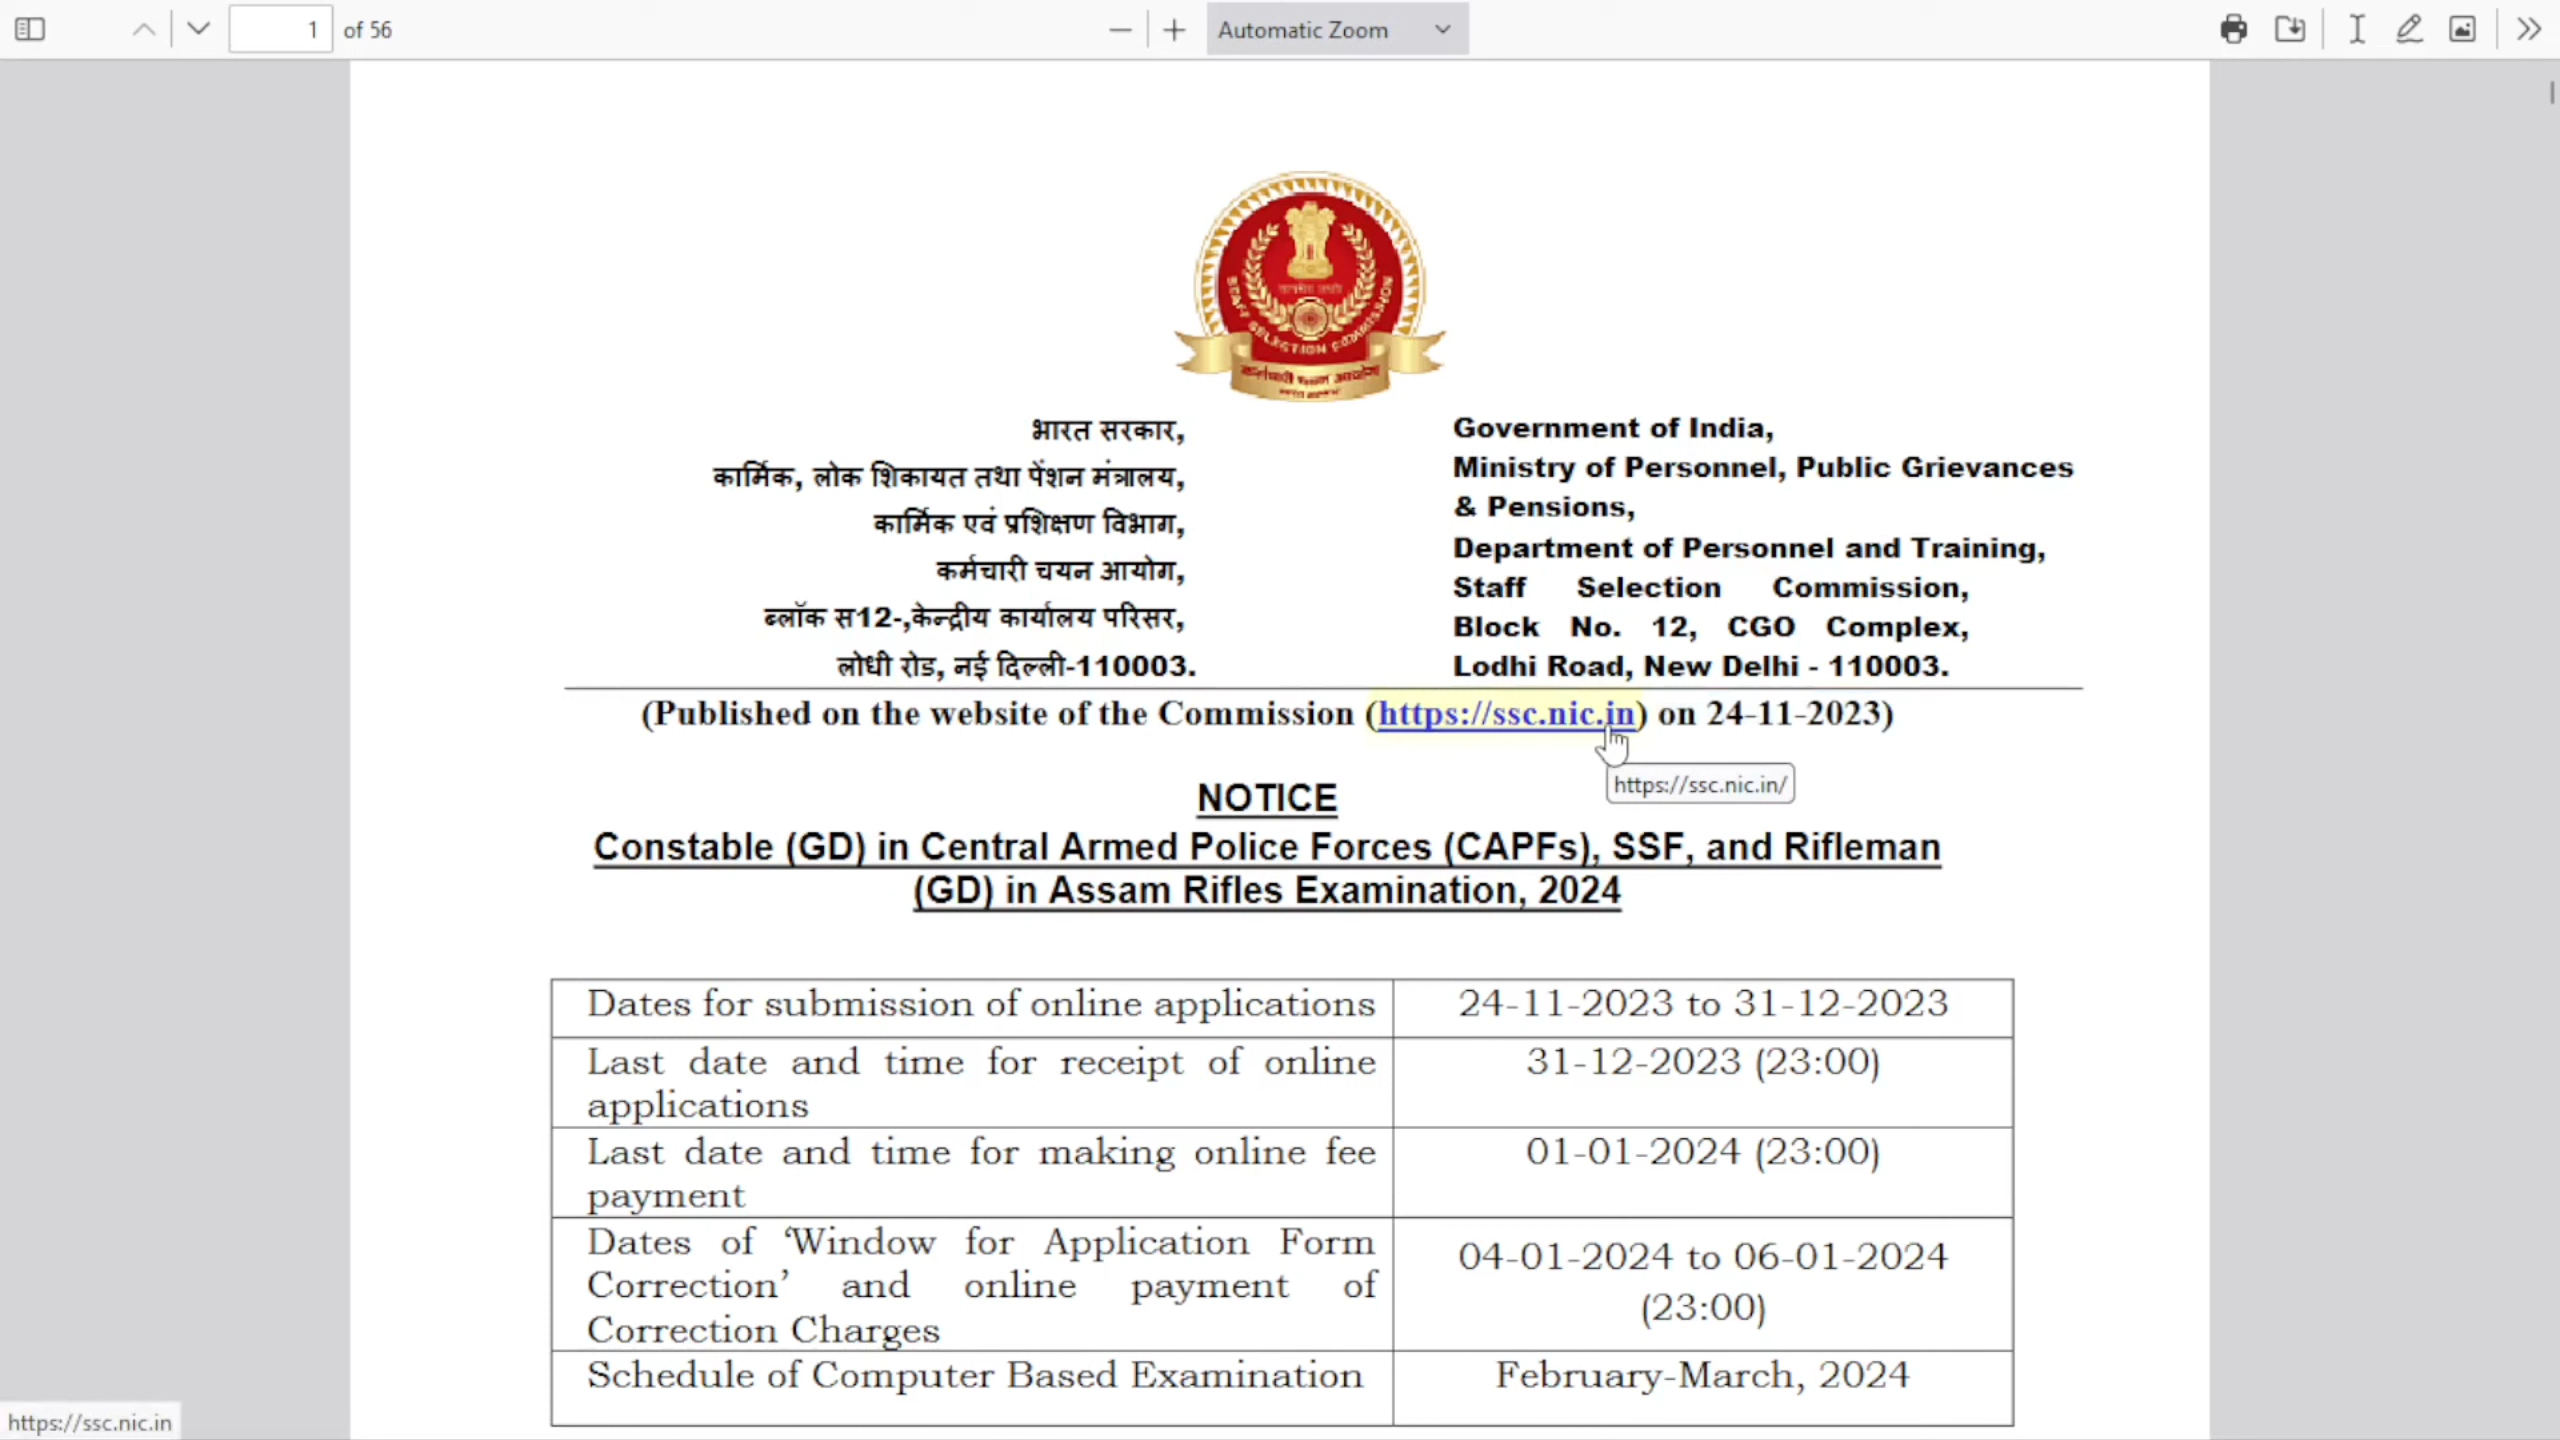 1 of 56
Automatic Zoom
STAFF SELECTION COMMISSION
भारत सरकार,
कार्मिक, लोक शिकायत तथा पेंशन मंत्रालय,
कार्मिक एवं प्रशिक्षण विभाग,
कर्मचारी चयन आयोग,
ब्लॉक स12-,केन्द्रीय कार्यालय परिसर,
लोधी रोड, नई दिल्ली-110003.
Government of India,
Ministry of Personnel, Public Grievances
& Pensions,
Department of Personnel and Training,
Staff Selection Commission,
Block No. 12, CGO Complex,
Lodhi Road, New Delhi - 110003.
(Published on the website of the Commission (https://ssc.nic.in) on 24-11-2023)
https://ssc.nic.in/
NOTICE
Constable (GD) in Central Armed Police Forces (CAPFs), SSF, and Rifleman
(GD) in Assam Rifles Examination, 2024
Dates for submission of online applications
24-11-2023 to 31-12-2023
Last date and time for receipt of online
applications
31-12-2023 (23:00)
Last date and time for making online fee
payment
01-01-2024 (23:00)
Dates of ‘Window for Application Form
Correction’ and online payment of
Correction Charges
04-01-2024 to 06-01-2024
(23:00)
Schedule of Computer Based Examination
February-March, 2024
https://ssc.nic.in